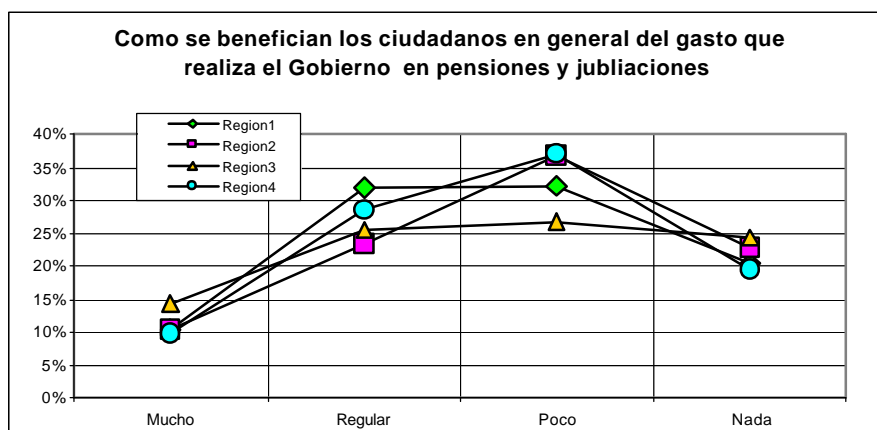 Como se benefician los ciudadanos en general del gasto que
realiza el Gobierno en pensiones y jubliaciones
Region1
Region2
Region3
Region4
40%
35%
30%
25%
20%
15%
10%
5%
0%
Mucho Regular Poco Nada